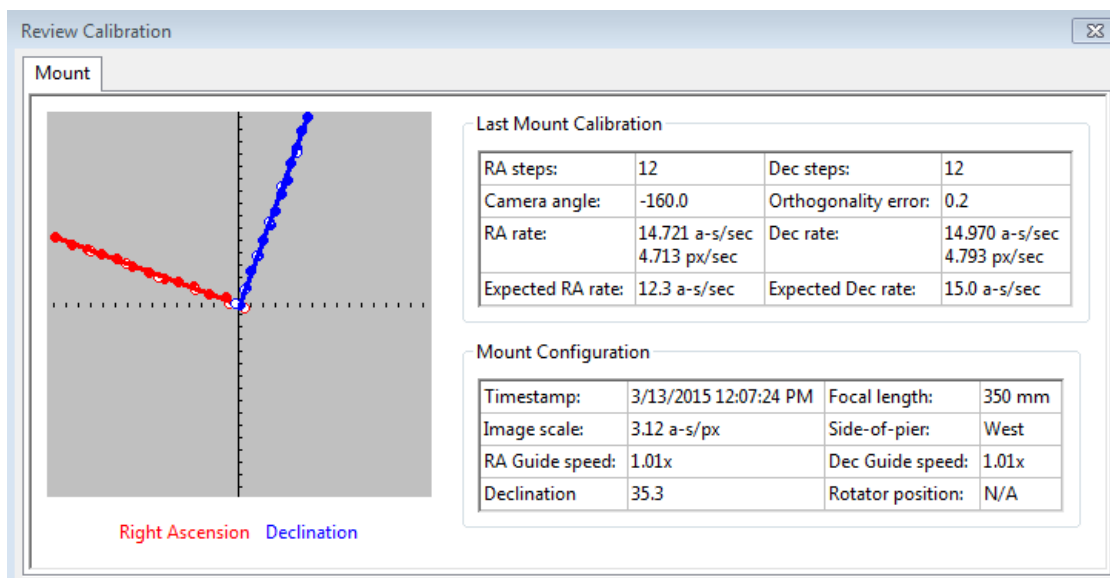 Review Calibration
Mount
Last Mount Calibration
RA steps: 12 Dec steps: 12
Camera angle: -160.0 Orthogonality error: 0.2
RA rate: 14.721 a-s/sec Dec rate: 14.970 a-s/sec
4.713 px/sec 4.793 px/sec
Expected RA rate: 12.3 a-s/sec Expected Dec rate: 15.0 a-s/sec
Mount Configuration
Timestamp: 3/13/2015 12:07:24 PM Focal length: 350 mm
Image scale: 3.12 a-s/px Side-of-pier: West
RA Guide speed: 1.01x Dec Guide speed: 1.01x
Declination 35.3 Rotator position: N/A
Right Ascension Declination